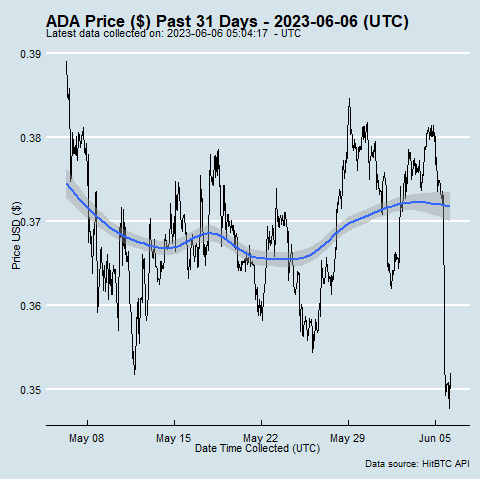 ADA Price ($) Past 31 Days - 2023-06-06 (UTC)
Latest data collected on: 2023-06-06 05:04:17 - UTC
0.39
0.38
0.37
0.36
0.35
Price USD ($)
May 08 May 15 May 22 May 29 Jun 05
Date Time Collected (UTC)
Data source: HitBTC API